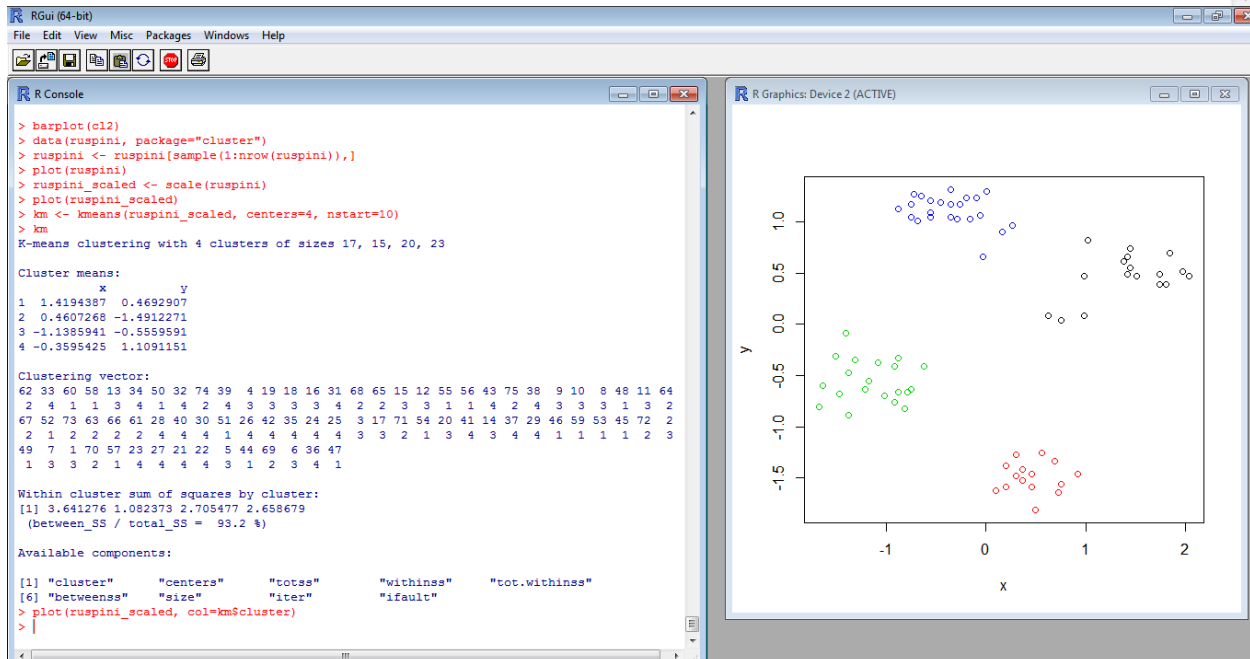 RGui (64-bit)
File Edit View Misc Packages Windows Help
STOP
R Console
> barplot(cl2)
> data(ruspini, package="cluster")
> ruspini <- ruspini[sample(1:nrow(ruspini)),]
> plot(ruspini)
> ruspini_scaled <- scale(ruspini)
> plot(ruspini_scaled)
> km <- kmeans(ruspini_scaled, centers=4, nstart=10)
> km
K-means clustering with 4 clusters of sizes 17, 15, 20, 23
Cluster means:
x y
1 1.4194387 0.4692907
2 0.4607268 -1.4912271
3 -1.1385941 -0.5559591
4 -0.3595425 1.1091151
Clustering vector:
62 33 60 58 13 34 50 32 74 39 4 19 18 16 31 68 65 15 12 55 56 43 75 38 9 10 8 48 11 64
2 4 1 1 3 4 1 4 2 4 3 3 3 3 4 2 2 3 3 1 1 4 2 4 3 3 3 1 3 2
67 52 73 63 66 61 28 40 30 51 26 42 35 24 25 3 17 71 54 20 41 14 37 29 46 59 53 45 72 2
2 1 2 2 2 2 4 4 4 1 4 4 4 4 4 3 3 2 1 3 4 3 4 4 1 1 1 1 2 3
49 7 1 70 57 23 27 21 22 5 44 69 6 36 47
1 3 3 2 1 4 4 4 4 3 1 2 3 4 1
Within cluster sum of squares by cluster:
[1] 3.641276 1.082373 2.705477 2.658679
(between_SS / total_SS = 93.2 %)
Available components:
[1] "cluster" "centers" "totss" "withinss" "tot.withinss"
[6] "betweenss" "size" "iter" "ifault"
> plot(ruspini_scaled, col=km$cluster)
>
R Graphics: Device 2 (ACTIVE)
1.0
0.5
0.0
-0.5
-1.0
-1.5
y
-1 0 1 2
x